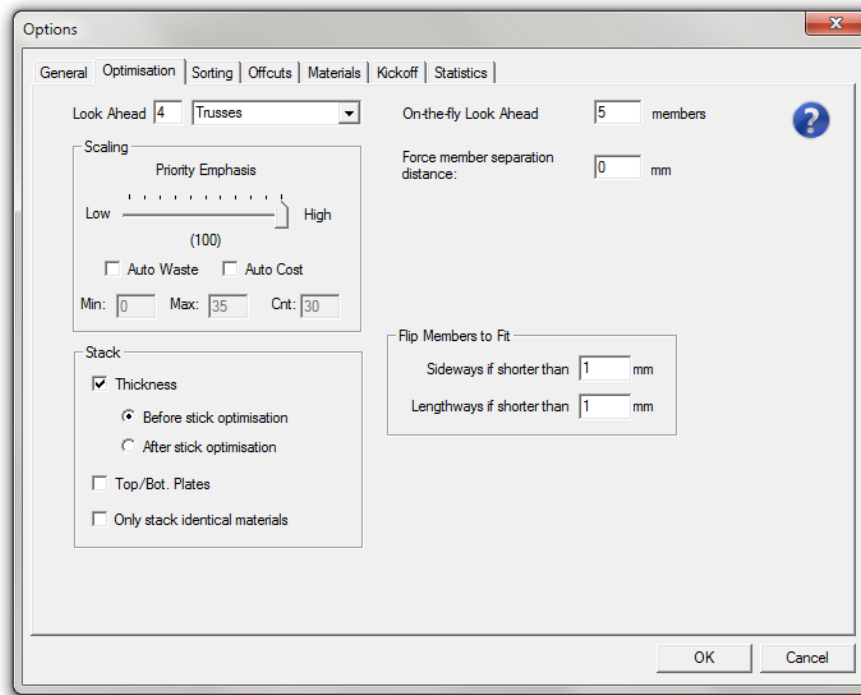 Options
General Optimisation Sorting Offcuts Materials Kickoff Statistics
Look Ahead 4 Trusses
On-the-fly Look Ahead 5 members
Force member separation
distance: 0 mm
Scaling
Priority Emphasis
Low High
(100)
Auto Waste Auto Cost
Min: 0 Max: 35 Cnt: 30
Flip Members to Fit
Sideways if shorter than 1 mm
Lengthways if shorter than 1 mm
Stack
Thickness
Before stick optimisation
After stick optimisation
Top/Bot. Plates
Only stack identical materials
OK Cancel